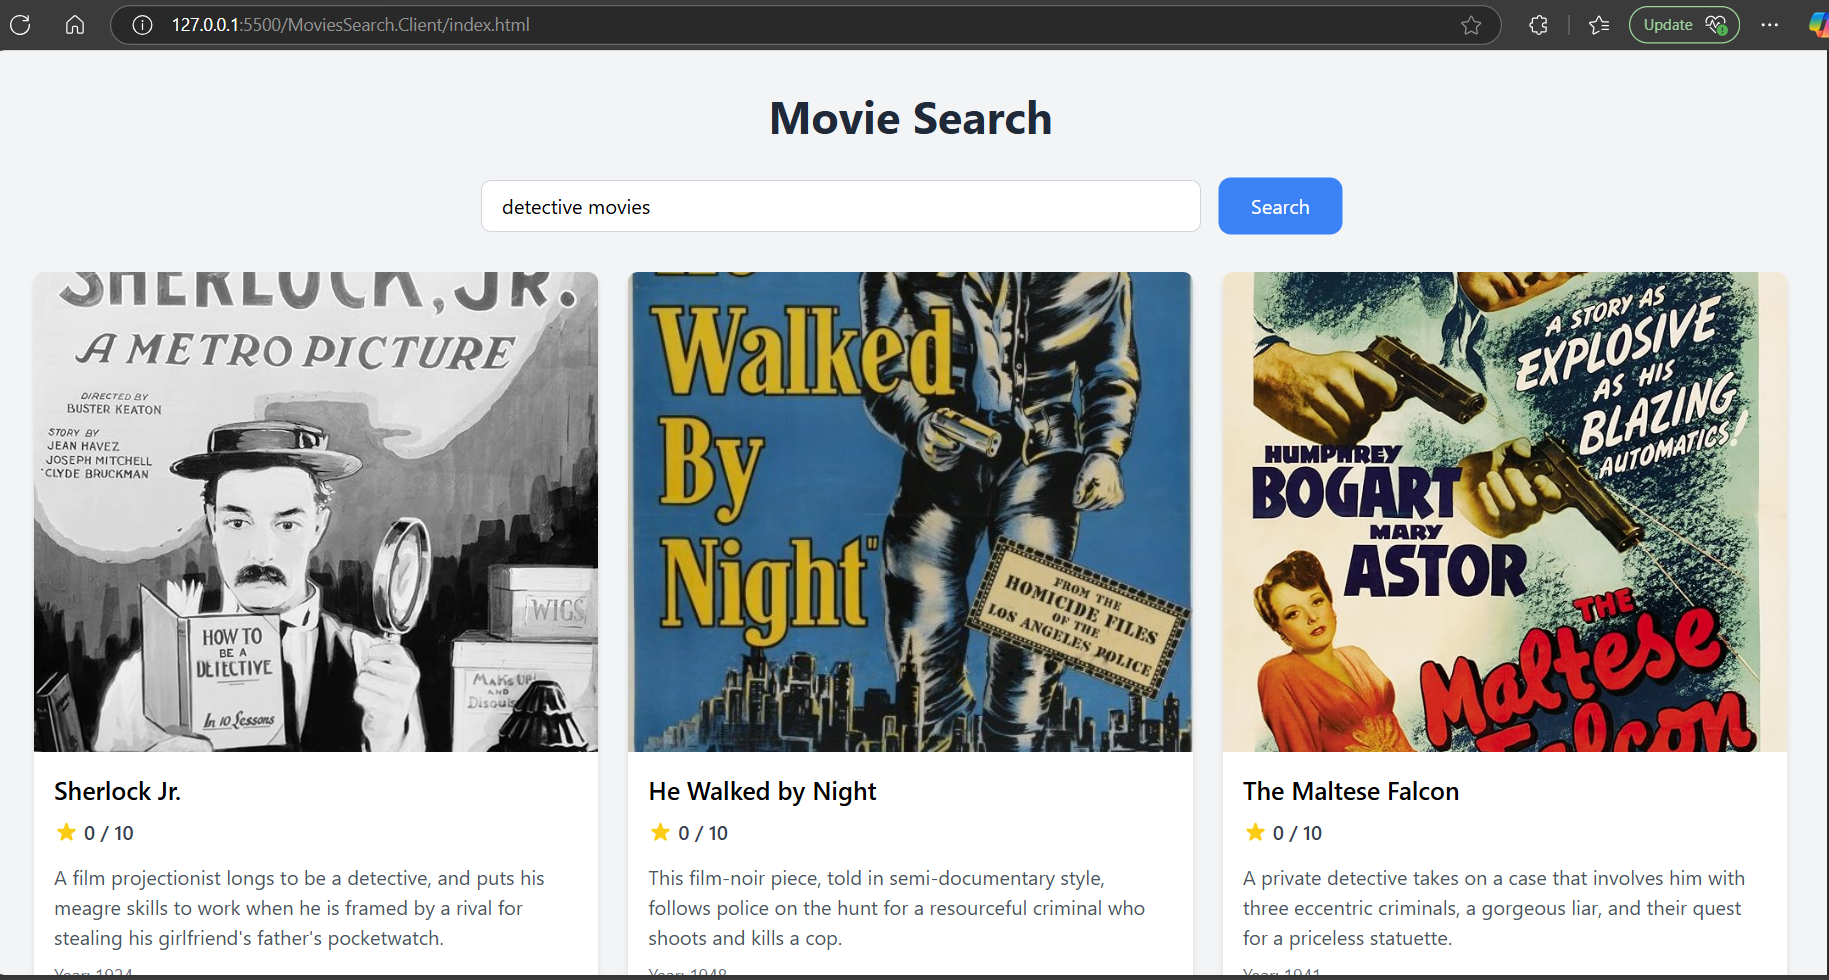 127.0.0.1:5500/MoviesSearch.Client/index.html
Update
Movie Search
detective movies
Search
SHERLOCK, JR.
A METRO PICTURE
DIRECTED BY
BUSTER KEATON
STORY BY
JEAN HAVEZ
JOSEPH MITCHELL
CLYDE BRUCKMAN
HOW TO
BE A
DETECTIVE
In 10 Lessons
WIGS
MAKE UP
AND
Walked
By
Night"
FROM THE
HOMICIDE FILES
OF THE
LOS ANGELES POLICE
A STORY AS
EXPLOSIVE
AS HIS
BLAZING
AUTOMATICS!
HUMPHREY
BOGART
MARY
ASTOR
THE
Maltese
Falcon
Sherlock Jr.
0 / 10
A film projectionist longs to be a detective, and puts his
meagre skills to work when he is framed by a rival for
stealing his girlfriend's father's pocketwatch.
Year: 1924
He Walked by Night
0 / 10
This film-noir piece, told in semi-documentary style,
follows police on the hunt for a resourceful criminal who
shoots and kills a cop.
Year: 1948
The Maltese Falcon
0 / 10
A private detective takes on a case that involves him with
three eccentric criminals, a gorgeous liar, and their quest
for a priceless statuette.
Year: 1941